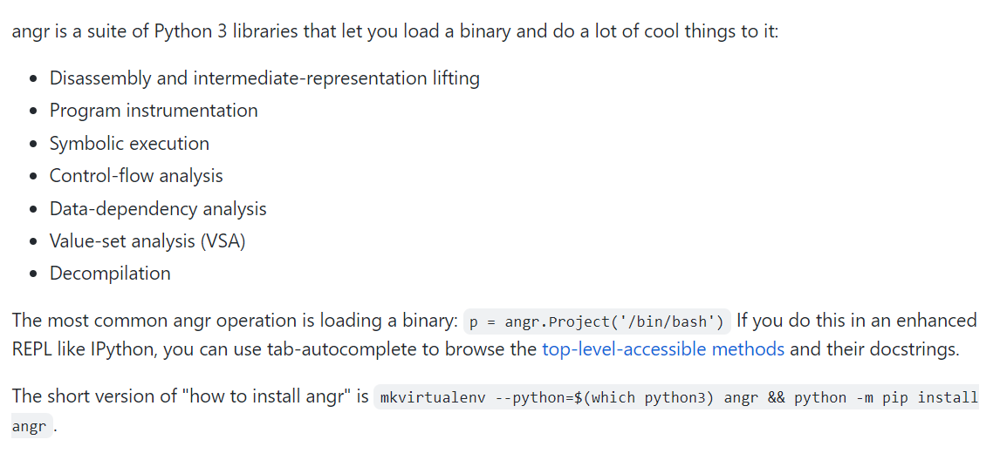 angr is a suite of Python 3 libraries that let you load a binary and do a lot of cool things to it:
• Disassembly and intermediate-representation lifting
• Program instrumentation
• Symbolic execution
• Control-flow analysis
• Data-dependency analysis
• Value-set analysis (VSA)
• Decompilation
The most common angr operation is loading a binary: p = angr.Project('/bin/bash') If you do this in an enhanced
REPL like IPython, you can use tab-autocomplete to browse the top-level-accessible methods and their docstrings.
The short version of "how to install angr" is mkvirtualenv --python=$(which python3) angr && python -m pip install
angr .